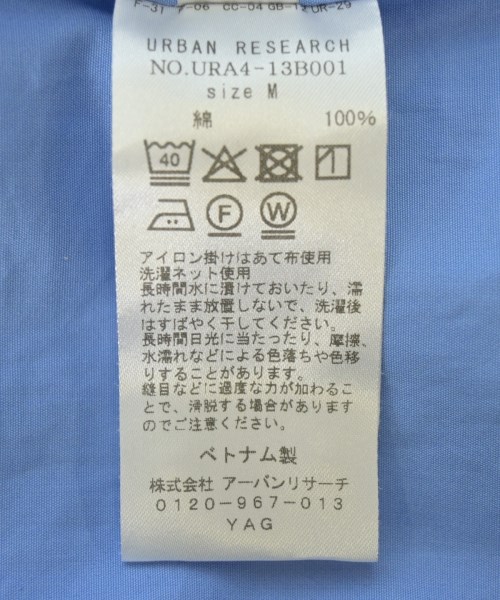 F-31 F-06 CC-04 GB-12 UR-29
URBAN RESEARCH
NO.URA4-13B001
size M
綿 100%
40
F W
アイロン掛けはあて布使用
洗濯ネット使用
長時間水に漬けておいたり、濡
れたまま放置しないで、洗濯後
はすばやく干してください。
長時間日光に当たったり、摩擦、
水濡れなどによる色落ちや色移
りすることがあります。
縫目などに過度な力が加わるこ
とで、滑脱する場合があります
のでご注意ください。
ベトナム製
株式会社 アーバンリサーチ
0120-967-013
YAG